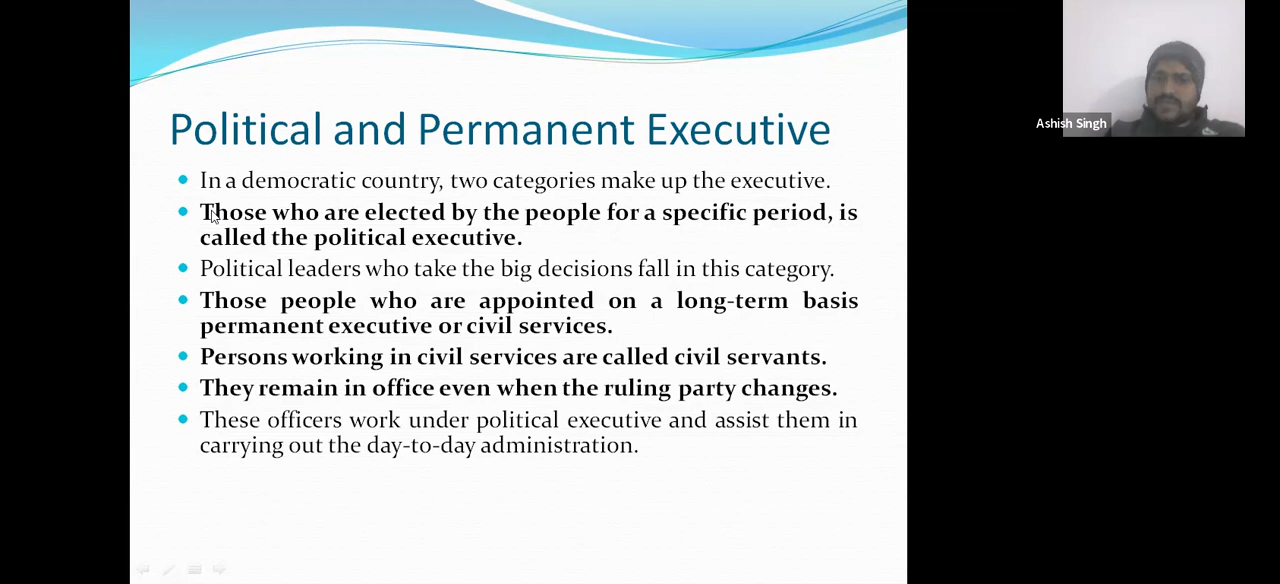 Political and Permanent Executive
In a democratic country, two categories make up the executive.
Those who are elected by the people for a specific period, is
called the political executive.
Political leaders who take the big decisions fall in this category.
Those people who are appointed on a long-term basis
permanent executive or civil services.
Persons working in civil services are called civil servants.
They remain in office even when the ruling party changes.
These officers work under political executive and assist them in
carrying out the day-to-day administration.
Ashish Singh